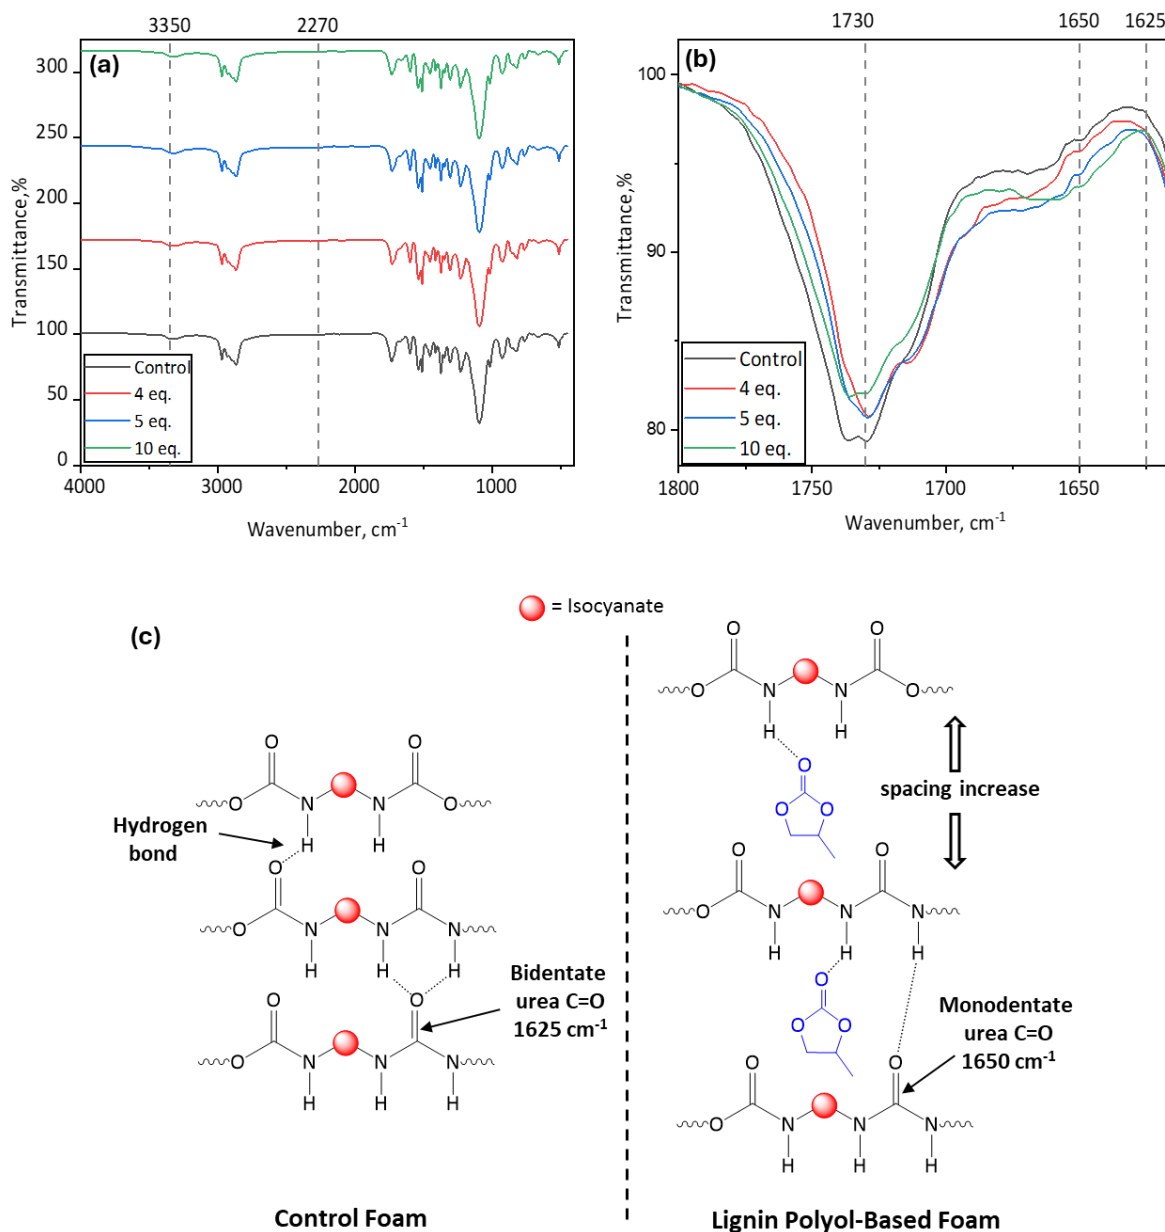 3350 2270
(a)
300
250
200
150
100
50
0
Transmittance,%
Control
4 eq.
5 eq.
10 eq.
4000 3000 2000 1000
Wavenumber, cm⁻¹
1730 1650 1625
(b)
100
90
80
Transmittance,%
Control
4 eq.
5 eq.
10 eq.
1800 1750 1700 1650
Wavenumber, cm⁻¹
(c)
= Isocyanate
O O
O N N O
H H
Hydrogen
bond
O O
O N N N
H H H
Bidentate
urea C=O
1625 cm⁻¹
O O
O N N N
H H H
Control Foam
O O
O N N O
H H
O
O O
spacing increase
O O
O N N N
H H H
O
O O
Monodentate
urea C=O
1650 cm⁻¹
O O
O N N N
H H H
Lignin Polyol-Based Foam